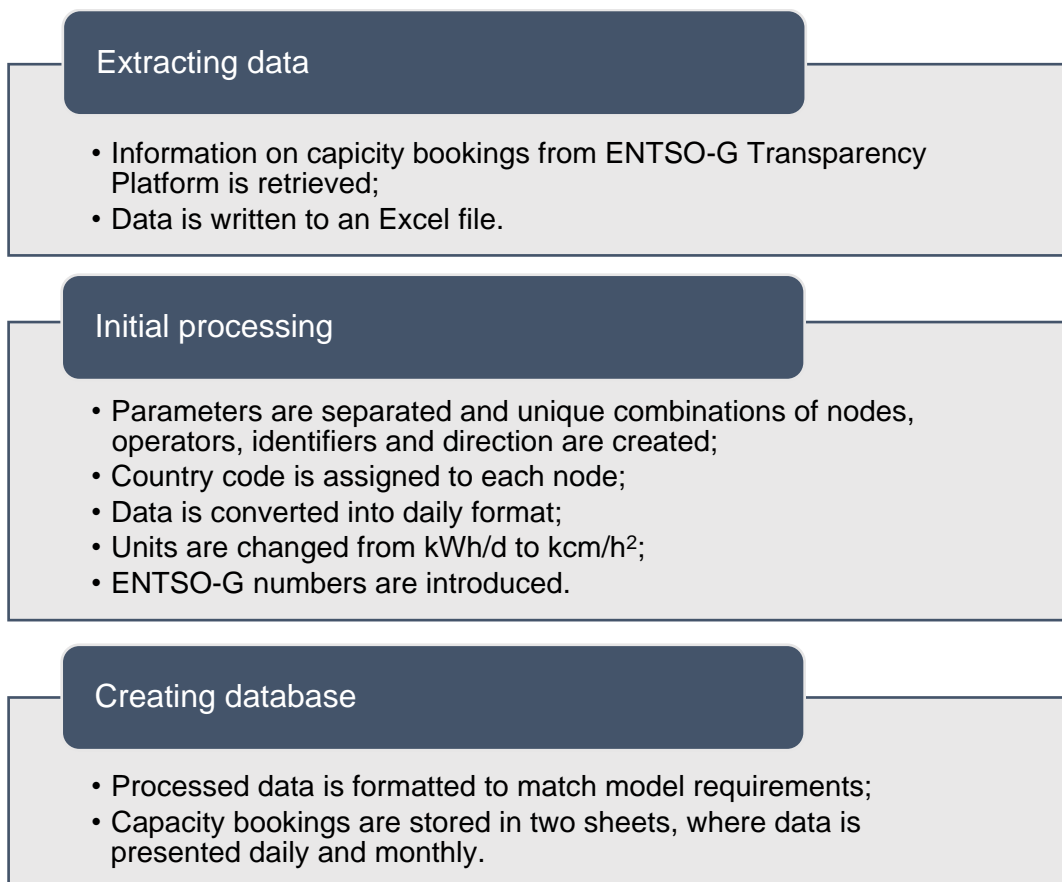 Extracting data
• Information on capicity bookings from ENTSO-G Transparency
Platform is retrieved;
• Data is written to an Excel file.
Initial processing
• Parameters are separated and unique combinations of nodes,
operators, identifiers and direction are created;
• Country code is assigned to each node;
• Data is converted into daily format;
• Units are changed from kWh/d to kcm/h²;
• ENTSO-G numbers are introduced.
Creating database
• Processed data is formatted to match model requirements;
• Capacity bookings are stored in two sheets, where data is
presented daily and monthly.